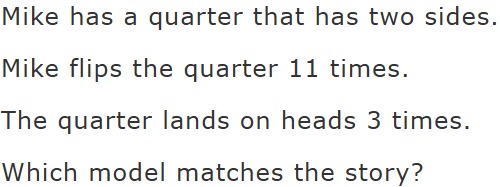 Mike has a quarter that has two sides.
Mike flips the quarter 11 times.
The quarter lands on heads 3 times.
Which model matches the story?